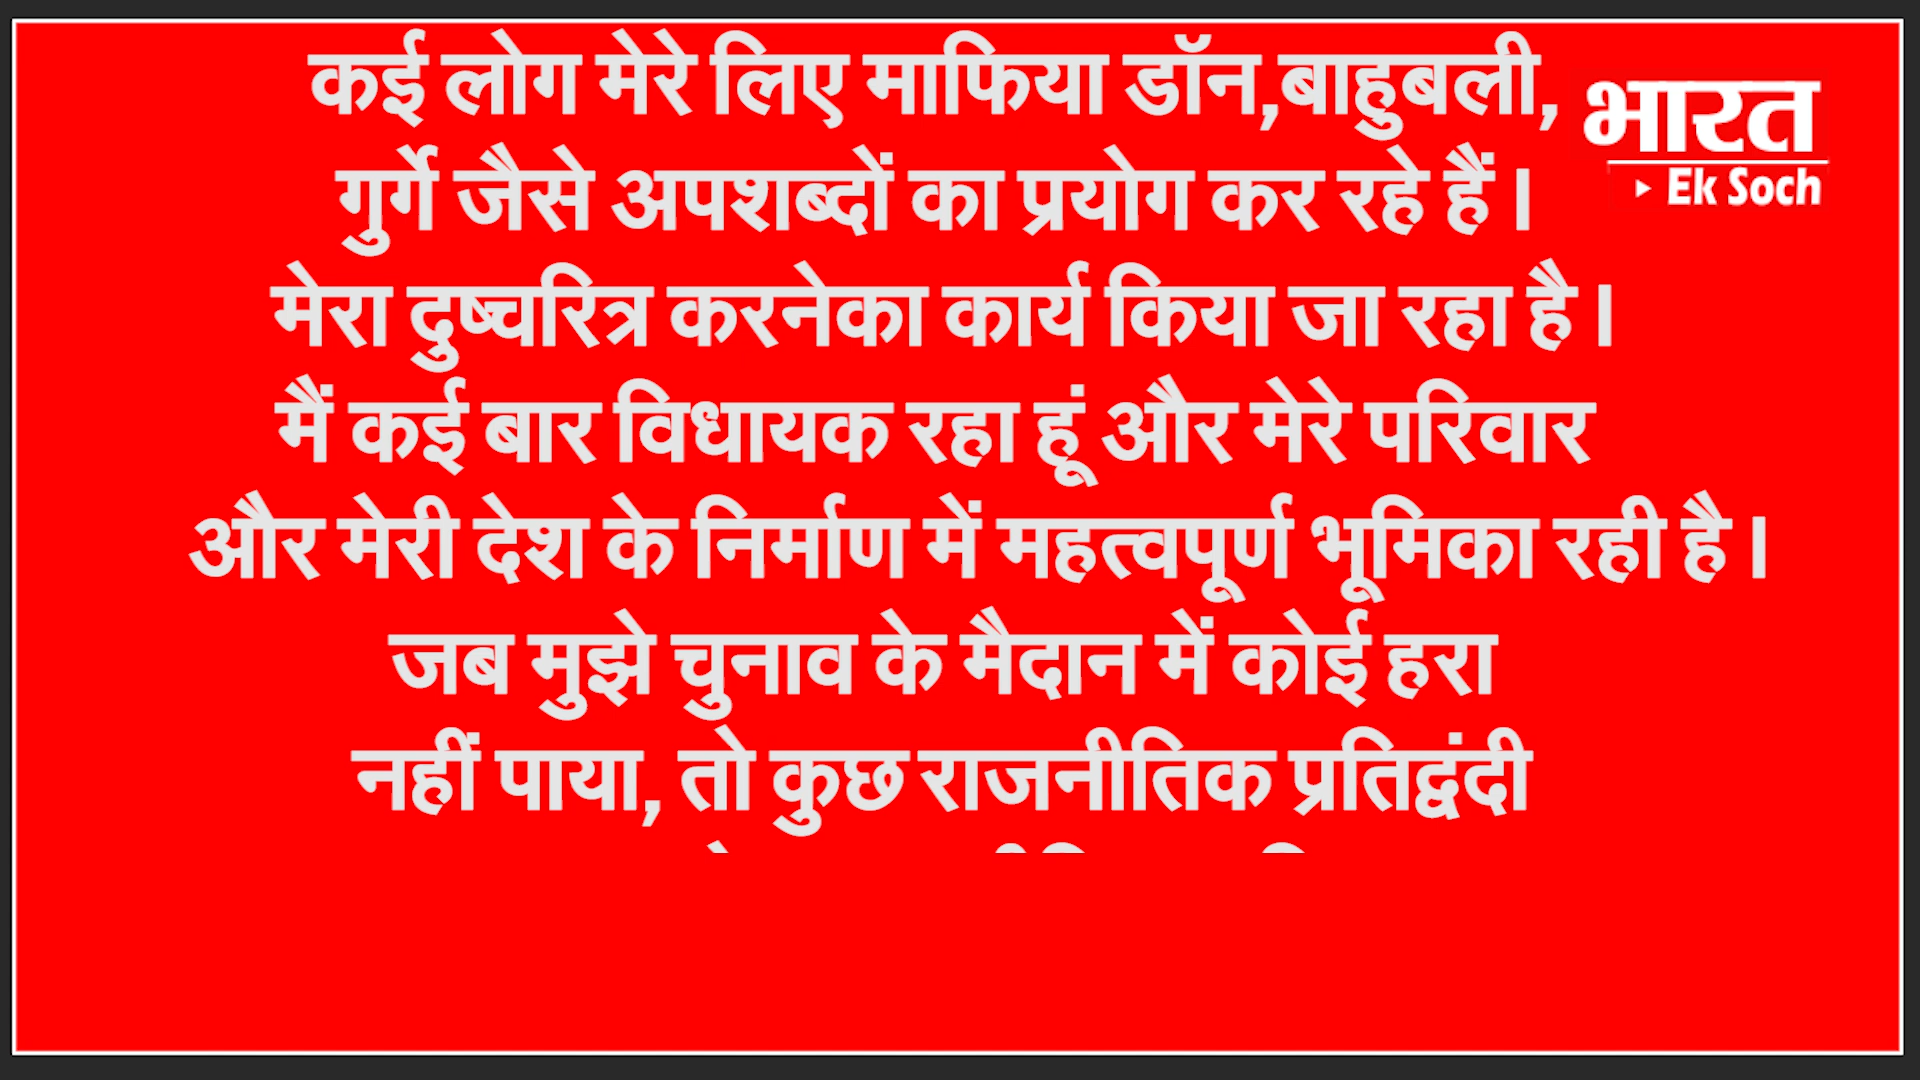 कई लोग मेरे लिए माफिया डॉन,बाहुबली,
गुर्गे जैसे अपशब्दों का प्रयोग कर रहे हैं।
मेरा दुष्चरित्र करनेका कार्य किया जा रहा है।
मैं कई बार विधायक रहा हूं और मेरे परिवार
और मेरी देश के निर्माण में महत्वपूर्ण भूमिका रही है।
जब मुझे चुनाव के मैदान में कोई हरा
नहीं पाया, तो कुछ राजनीतिक प्रतिद्वंदी
भारत
Ek Soch